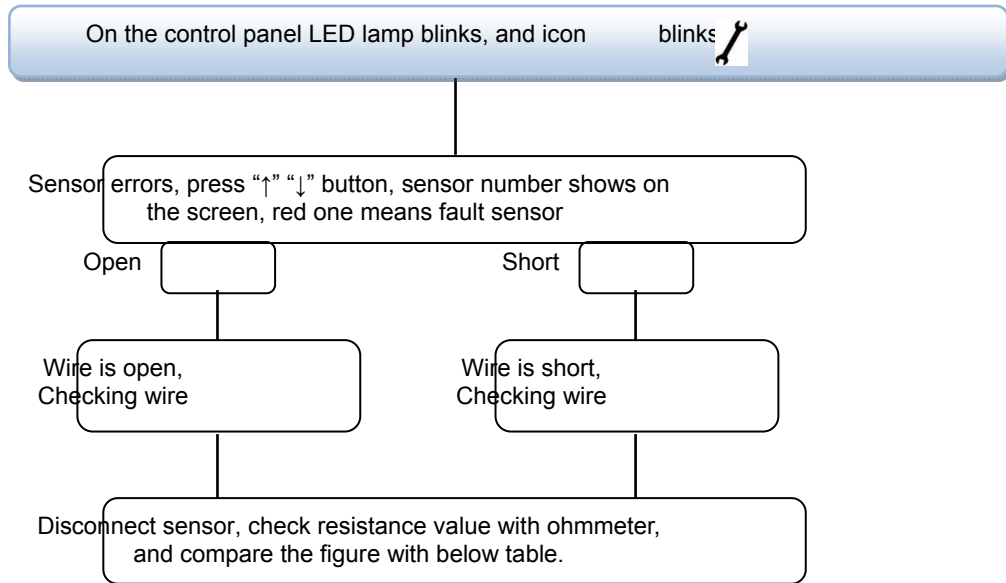 On the control panel LED lamp blinks, and icon blinks
Sensor errors, press “↑” “↓” button, sensor number shows on
the screen, red one means fault sensor
Open
Short
Wire is open,
Checking wire
Wire is short,
Checking wire
Disconnect sensor, check resistance value with ohmmeter,
and compare the figure with below table.